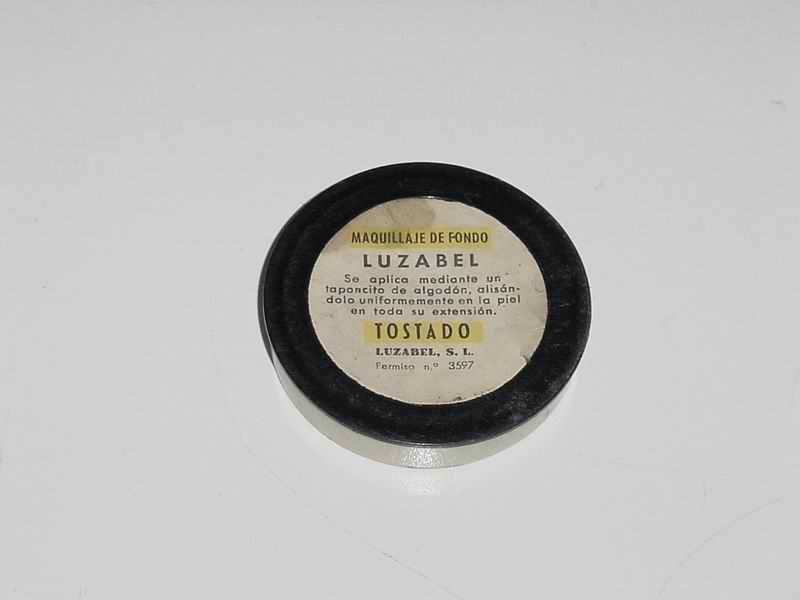 MAQUILLAJE DE FONDO
LUZABEL
Se aplica mediante un
taponcito de algodón, alisán-
dolo uniformemente en la piel
en toda su extensión.
TOSTADO
LUZABEL, S. L.
Permiso n.º 3597